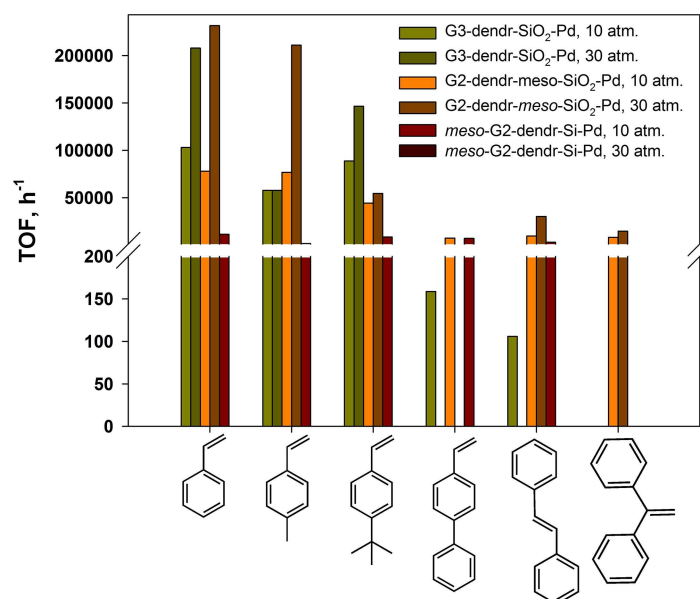 G3-dendr-SiO₂-Pd, 10 atm.
G3-dendr-SiO₂-Pd, 30 atm.
G2-dendr-meso-SiO₂-Pd, 10 atm.
G2-dendr-meso-SiO₂-Pd, 30 atm.
meso-G2-dendr-Si-Pd, 10 atm.
meso-G2-dendr-Si-Pd, 30 atm.
TOF, h⁻¹
200000
150000
100000
50000
200
150
100
50
0